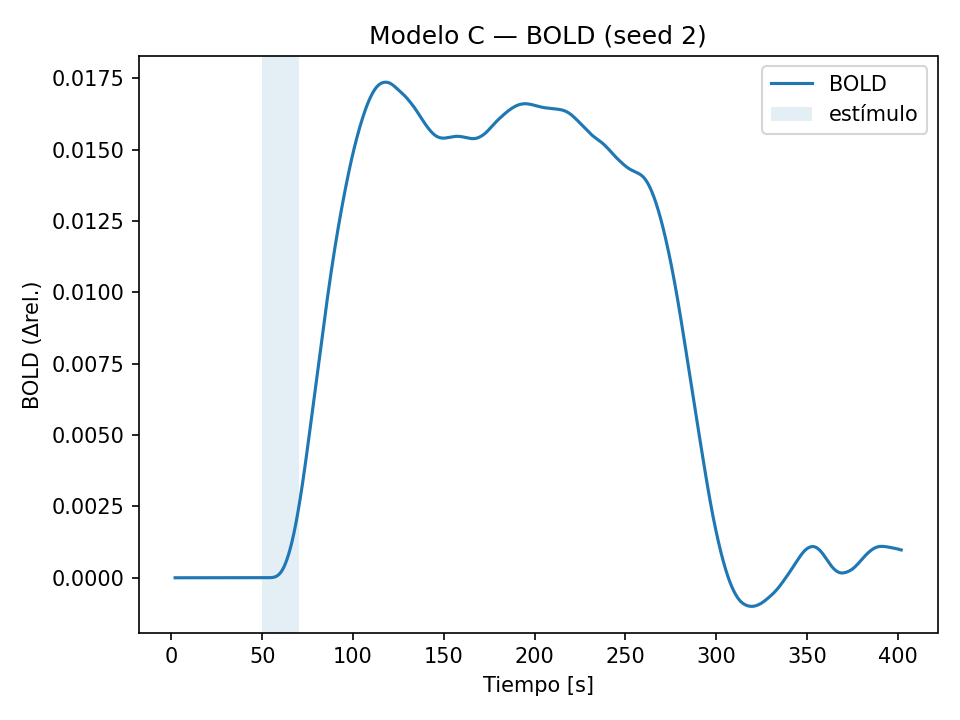 Modelo C — BOLD (seed 2)
BOLD
estímulo
BOLD (Δrel.)
0.0175
0.0150
0.0125
0.0100
0.0075
0.0050
0.0025
0.0000
0 50 100 150 200 250 300 350 400
Tiempo [s]